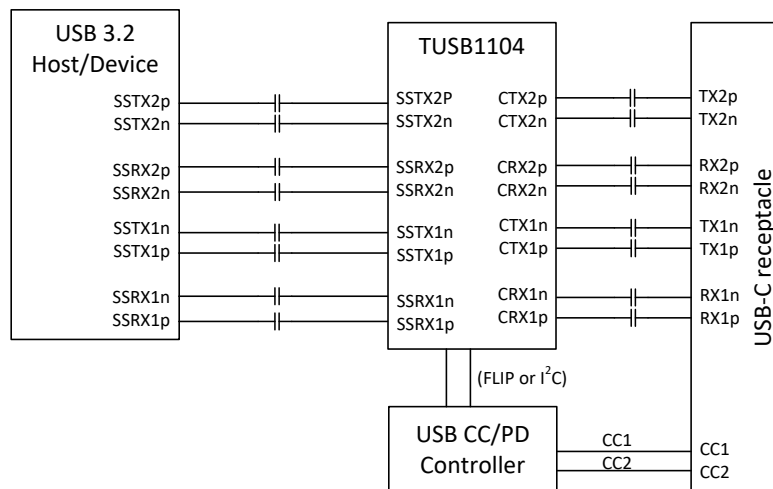 USB 3.2
Host/Device
SSTX2p
SSTX2n
SSRX2p
SSRX2n
SSTX1n
SSTX1p
SSRX1n
SSRX1p
TUSB1104
SSTX2P
SSTX2n
SSRX2p
SSRX2n
SSTX1n
SSTX1p
SSRX1n
SSRX1p
CTX2p
CTX2n
CRX2p
CRX2n
CTX1n
CTX1p
CRX1n
CRX1p
TX2p
TX2n
RX2p
RX2n
TX1n
TX1p
RX1n
RX1p
USB-C receptacle
(FLIP or I²C)
USB CC/PD
Controller
CC1
CC2
CC1
CC2